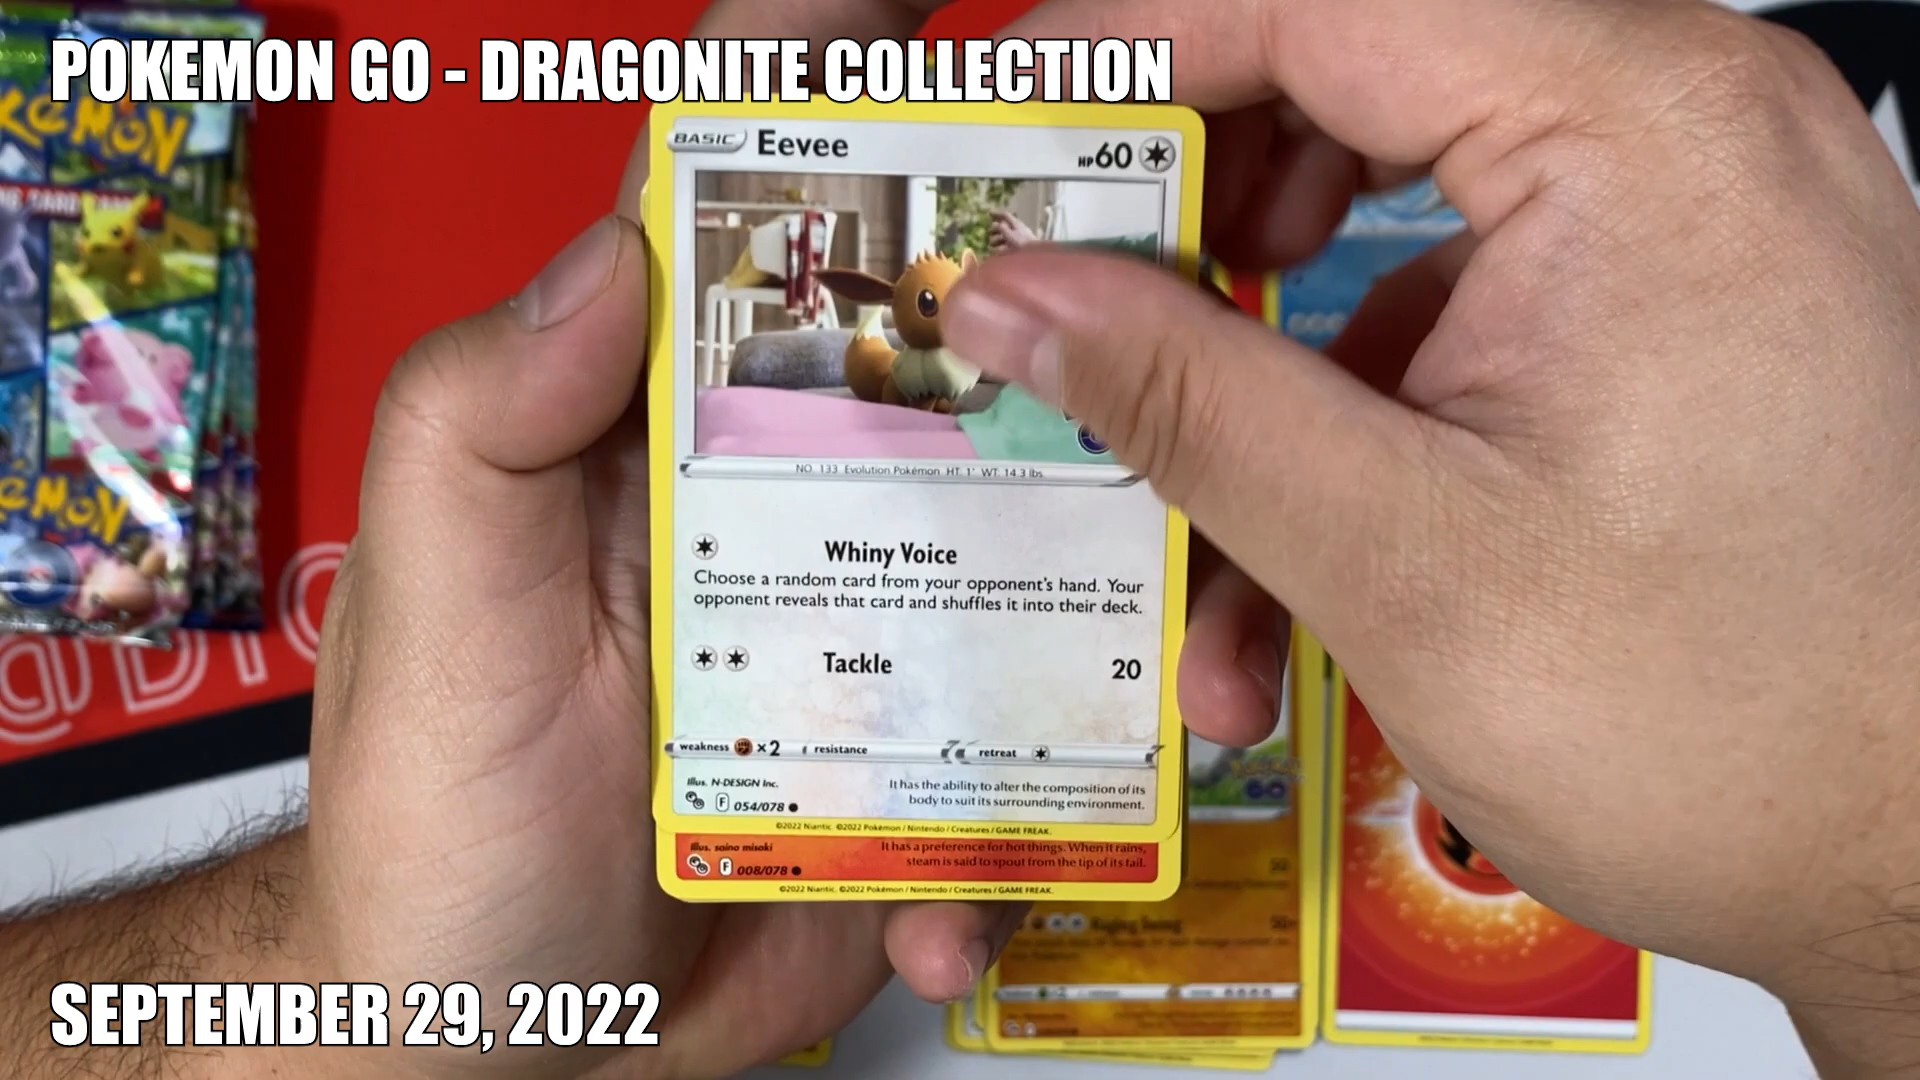 POKEMON GO - DRAGONITE COLLECTION
POKéMON
BASIC Eevee HP60
NO. 133 Evolution Pokémon HT: 1' WT: 14.3 lbs.
Whiny Voice
Choose a random card from your opponent's hand. Your
opponent reveals that card and shuffles it into their deck.
Tackle 20
weakness ×2 resistance retreat
Illus. N-DESIGN Inc.
It has the ability to alter the composition of its
body to suit its surrounding environment.
F 054/078
©2022 Niantic. ©2022 Pokémon / Nintendo / Creatures / GAME FREAK.
Illus. saino misaki
It has a preference for hot things. When it rains,
steam is said to spout from the tip of its tail.
F 008/078
©2022 Niantic. ©2022 Pokémon / Nintendo / Creatures / GAME FREAK.
Raging Swing
SEPTEMBER 29, 2022